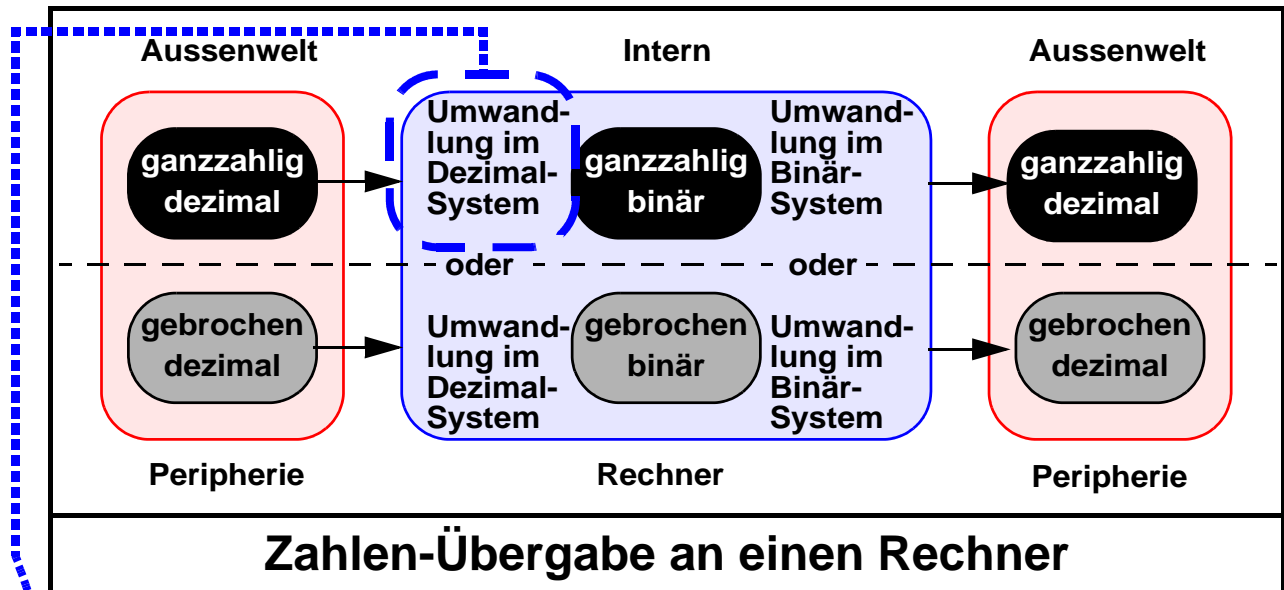 Aussenwelt
Intern
Aussenwelt
ganzzahlig
dezimal
Umwand-
lung im
Dezimal-
System
ganzzahlig
binär
Umwand-
lung im
Binär-
System
ganzzahlig
dezimal
oder
oder
gebrochen
dezimal
Umwand-
lung im
Dezimal-
System
gebrochen
binär
Umwand-
lung im
Binär-
System
gebrochen
dezimal
Peripherie
Rechner
Peripherie
Zahlen-Übergabe an einen Rechner